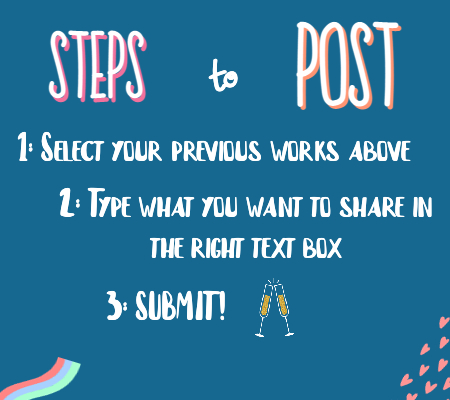 STEPS to POST
1: SELECT YOUR PREVIOUS WORKS ABOVE
2: TYPE WHAT YOU WANT TO SHARE IN
THE RIGHT TEXT BOX
3: SUBMIT!